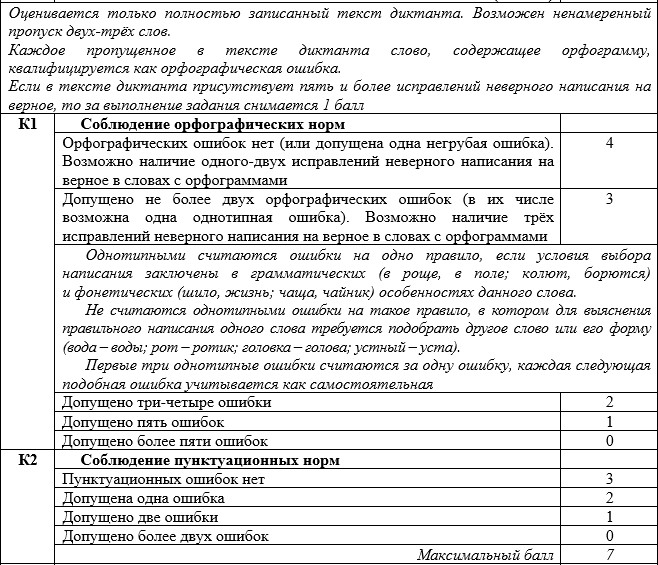 Оценивается только полностью записанный текст диктанта. Возможен ненамеренный
пропуск двух-трёх слов.
Каждое пропущенное в тексте диктанта слово, содержащее орфограмму,
квалифицируется как орфографическая ошибка.
Если в тексте диктанта присутствует пять и более исправлений неверного написания на
верное, то за выполнение задания снимается 1 балл
К1 Соблюдение орфографических норм
Орфографических ошибок нет (или допущена одна негрубая ошибка). 4
Возможно наличие одного-двух исправлений неверного написания на
верное в словах с орфограммами
Допущено не более двух орфографических ошибок (в их числе 3
возможна одна однотипная ошибка). Возможно наличие трёх
исправлений неверного написания на верное в словах с орфограммами
Однотипными считаются ошибки на одно правило, если условия выбора
написания заключены в грамматических (в роще, в поле; колют, борются)
и фонетических (шило, жизнь; чаща, чайник) особенностях данного слова.
Не считаются однотипными ошибки на такое правило, в котором для выяснения
правильного написания одного слова требуется подобрать другое слово или его форму
(вода – воды; рот – ротик; головка – голова; устный – уста).
Первые три однотипные ошибки считаются за одну ошибку, каждая следующая
подобная ошибка учитывается как самостоятельная
Допущено три-четыре ошибки 2
Допущено пять ошибок 1
Допущено более пяти ошибок 0
К2 Соблюдение пунктуационных норм
Пунктуационных ошибок нет 3
Допущена одна ошибка 2
Допущено две ошибки 1
Допущено более двух ошибок 0
Максимальный балл 7